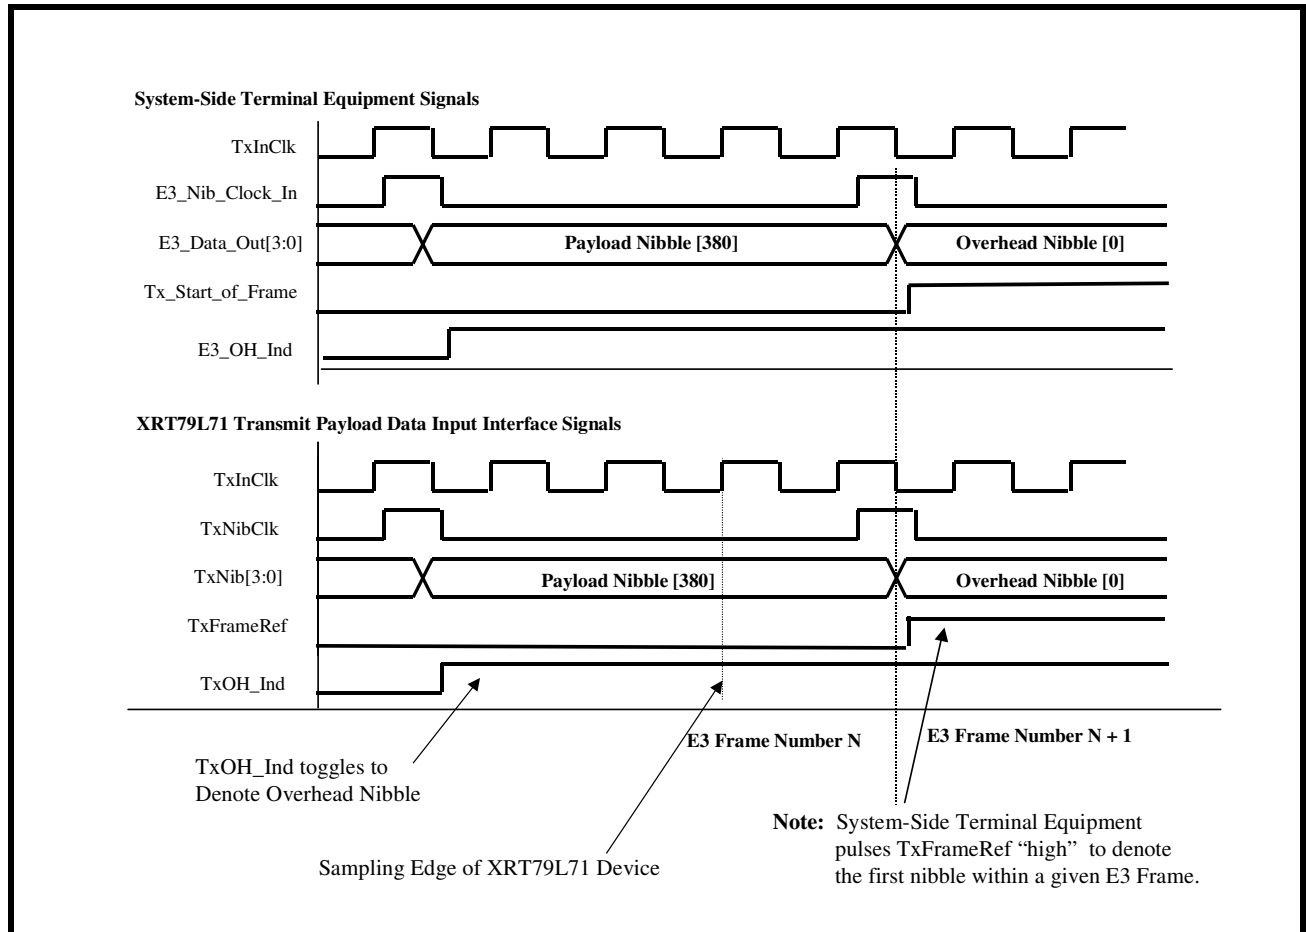 System-Side Terminal Equipment Signals
TxInClk
E3_Nib_Clock_In
E3_Data_Out[3:0]
Payload Nibble [380]
Overhead Nibble [0]
Tx_Start_of_Frame
E3_OH_Ind
XRT79L71 Transmit Payload Data Input Interface Signals
TxInClk
TxNibClk
TxNib[3:0]
Payload Nibble [380]
Overhead Nibble [0]
TxFrameRef
TxOH_Ind
E3 Frame Number N
E3 Frame Number N + 1
TxOH_Ind toggles to
Denote Overhead Nibble
Sampling Edge of XRT79L71 Device
Note: System-Side Terminal Equipment
pulses TxFrameRef “high” to denote
the first nibble within a given E3 Frame.